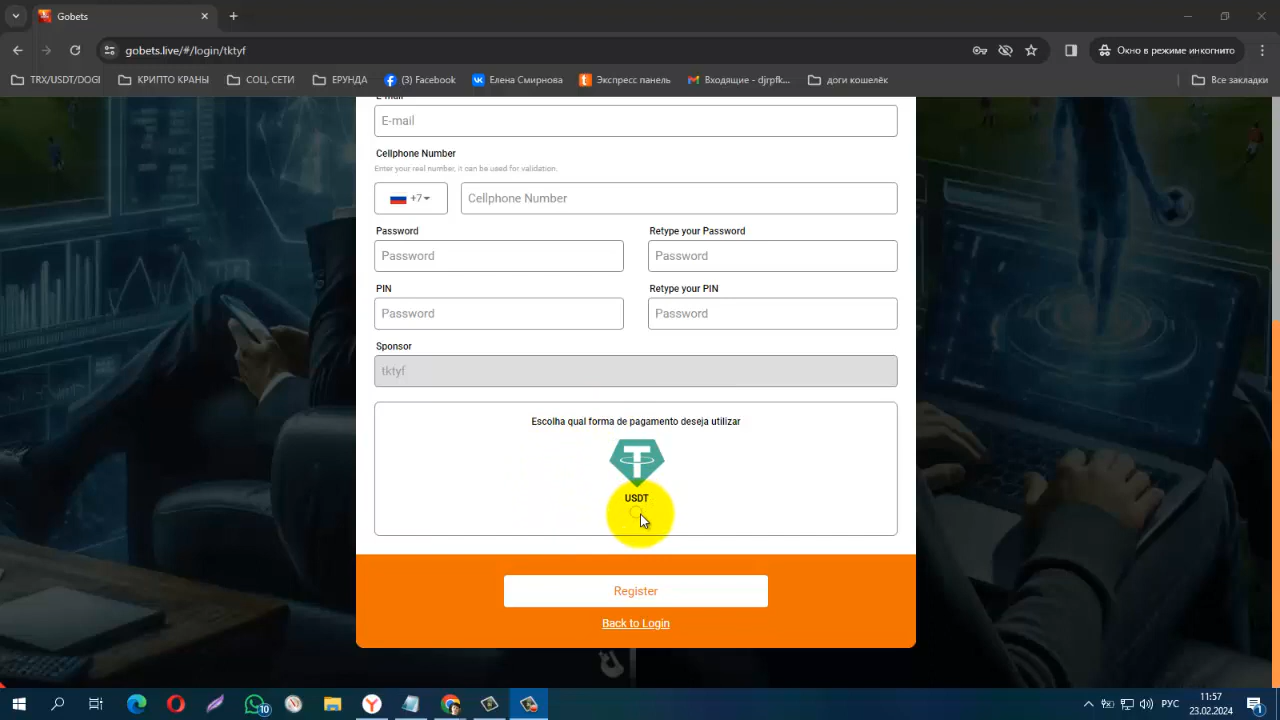 Gobets
gobets.live/#/login/tktyf
Окно в режиме инкогнито
TRX/USDT/DOGI
КРИПТО КРАНЫ
СОЦ. СЕТИ
ЕРУНДА
(3) Facebook
Елена Смирнова
Экспресс панель
Входящие - djrpfk...
доги кошелёк
Все закладки
E-mail
E-mail
Cellphone Number
Enter your real number, it can be used for validation.
+7
Cellphone Number
Password
Retype your Password
Password
Password
PIN
Retype your PIN
Password
Password
Sponsor
tktyf
Escolha qual forma de pagamento deseja utilizar
USDT
Register
Back to Login
10
РУС
11:57
23.02.2024
1